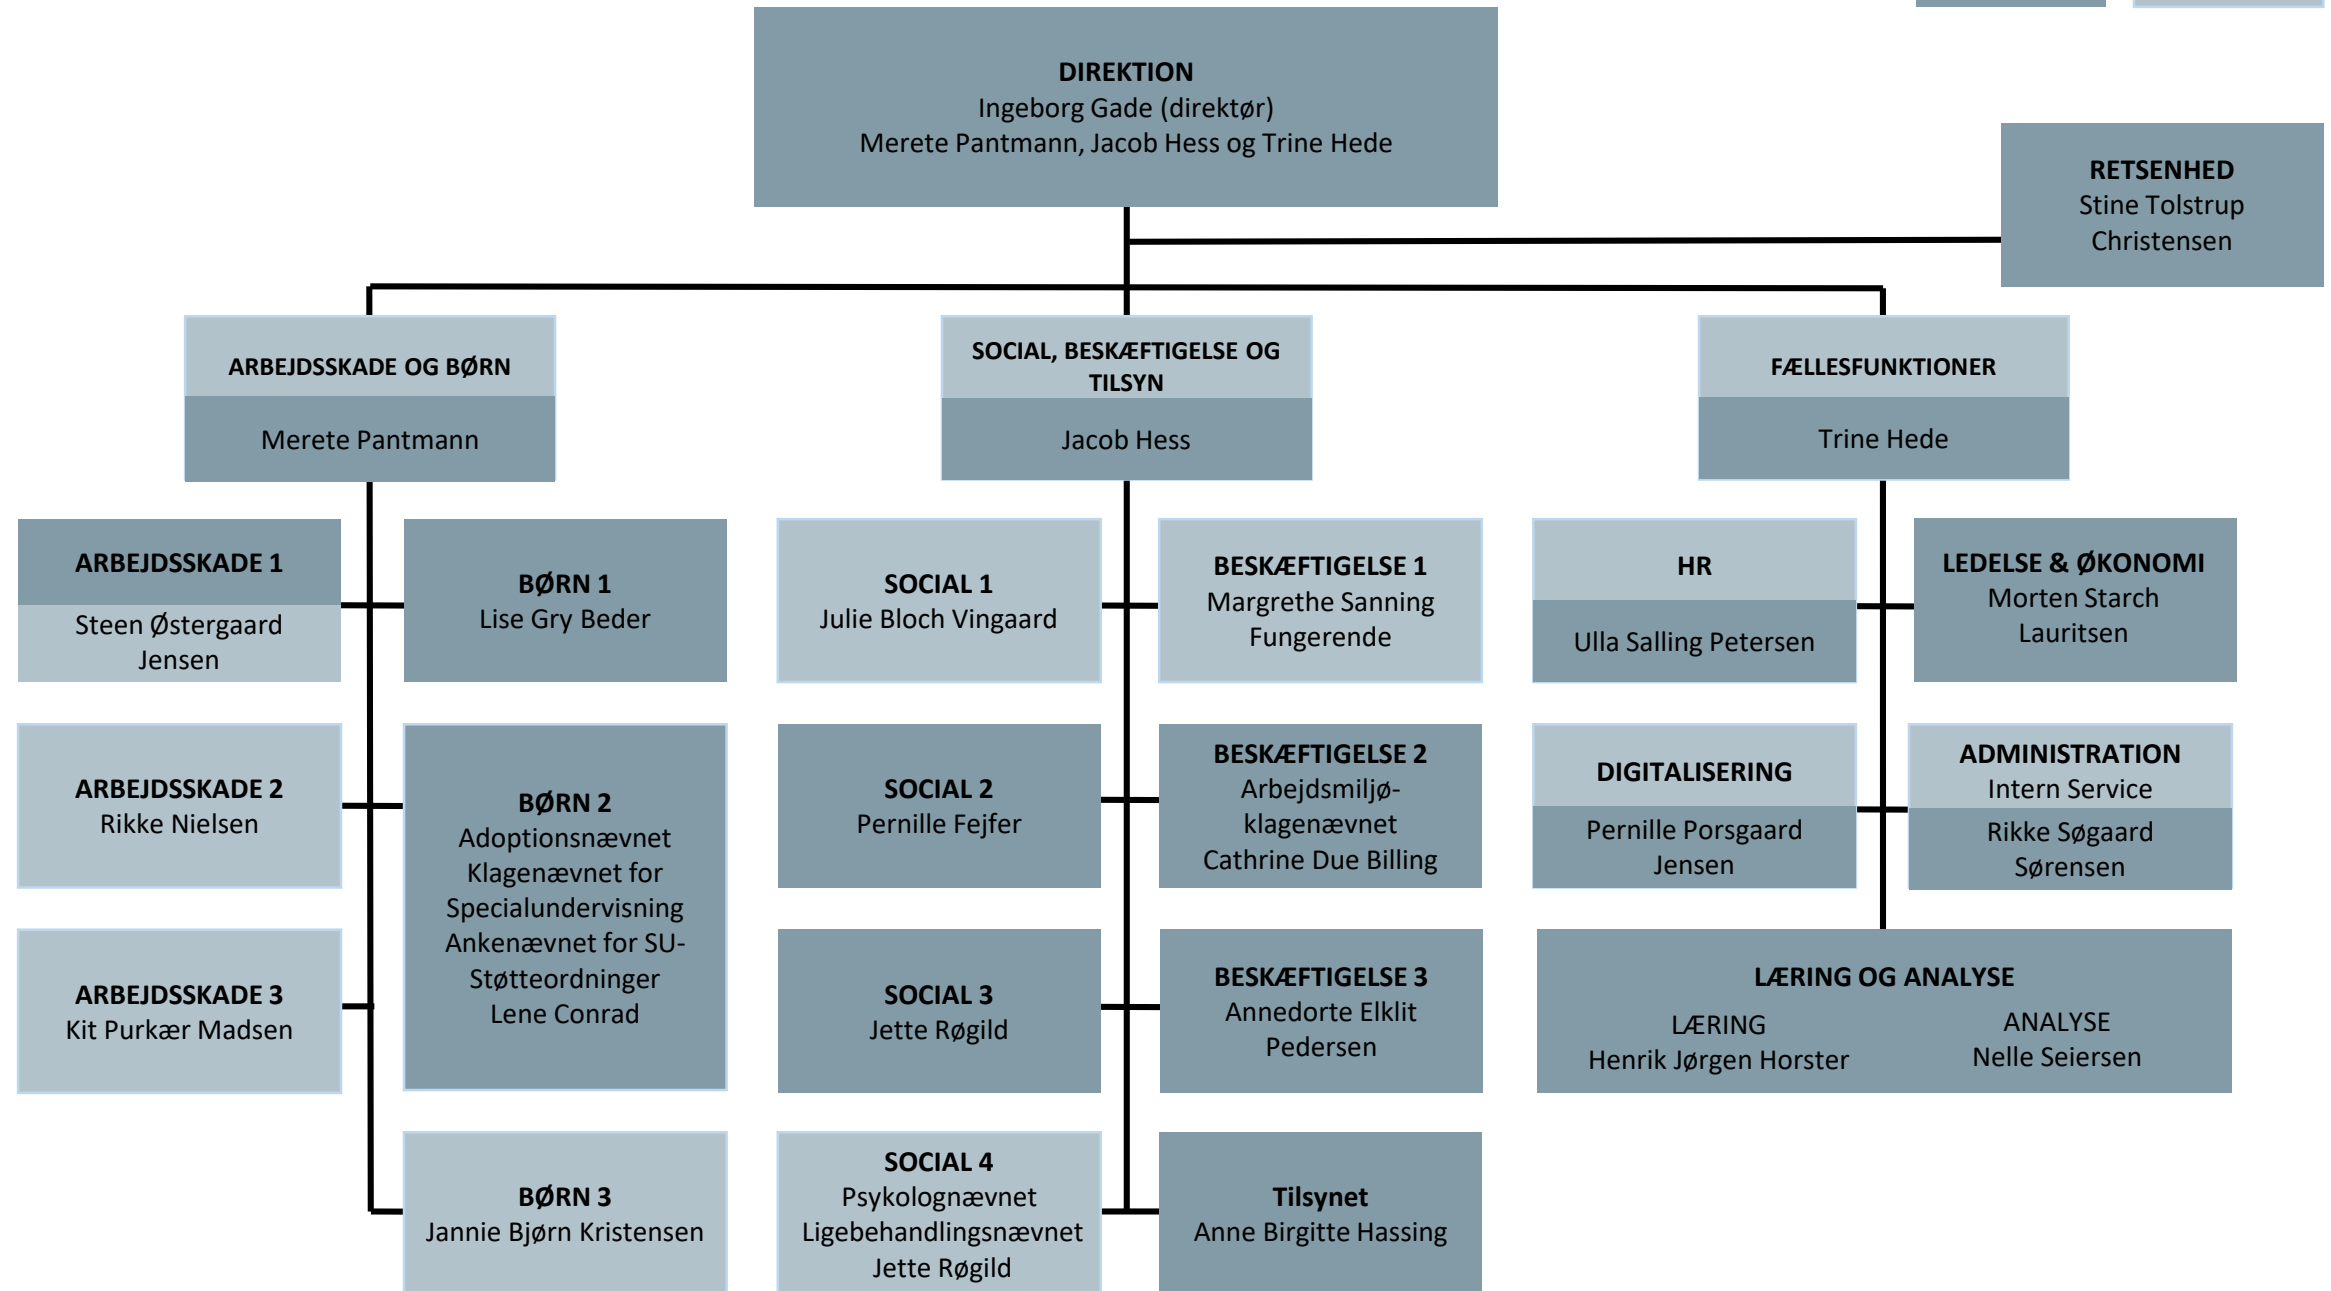 DIREKTION
Ingeborg Gade (direktør)
Merete Pantmann, Jacob Hess og Trine Hede
RETSENHED
Stine Tolstrup
Christensen
ARBEJDSSKADE OG BØRN
Merete Pantmann
SOCIAL, BESKÆFTIGELSE OG
TILSYN
Jacob Hess
FÆLLESFUNKTIONER
Trine Hede
ARBEJDSSKADE 1
Steen Østergaard
Jensen
BØRN 1
Lise Gry Beder
ARBEJDSSKADE 2
Rikke Nielsen
BØRN 2
Adoptionsnævnet
Klagenævnet for
Specialundervisning
Ankenævnet for SU-
Støtteordninger
Lene Conrad
ARBEJDSSKADE 3
Kit Purkær Madsen
BØRN 3
Jannie Bjørn Kristensen
SOCIAL 1
Julie Bloch Vingaard
BESKÆFTIGELSE 1
Margrethe Sanning
Fungerende
SOCIAL 2
Pernille Fejfer
BESKÆFTIGELSE 2
Arbejdsmiljø-
klagenævnet
Cathrine Due Billing
SOCIAL 3
Jette Røgild
BESKÆFTIGELSE 3
Annedorte Elklit
Pedersen
SOCIAL 4
Psykolognævnet
Ligebehandlingsnævnet
Jette Røgild
Tilsynet
Anne Birgitte Hassing
HR
Ulla Salling Petersen
LEDELSE & ØKONOMI
Morten Starch
Lauritsen
DIGITALISERING
Pernille Porsgaard
Jensen
ADMINISTRATION
Intern Service
Rikke Søgaard
Sørensen
LÆRING OG ANALYSE
LÆRING
Henrik Jørgen Horster
ANALYSE
Nelle Seiersen